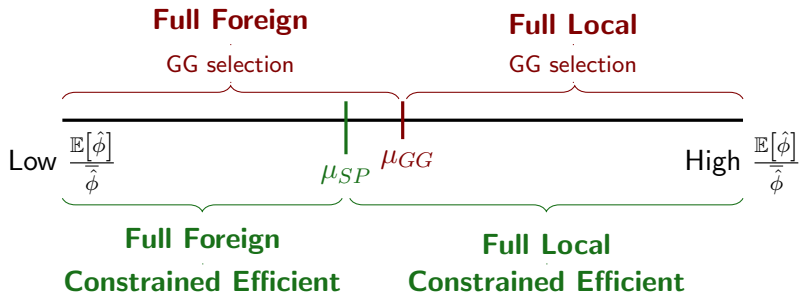 Full Foreign Full Local
GG selection GG selection
Low 𝔼[φ̂] / φ̂̅ μ_SP μ_GG High 𝔼[φ̂] / φ̂̅
Full Foreign Full Local
Constrained Efficient Constrained Efficient